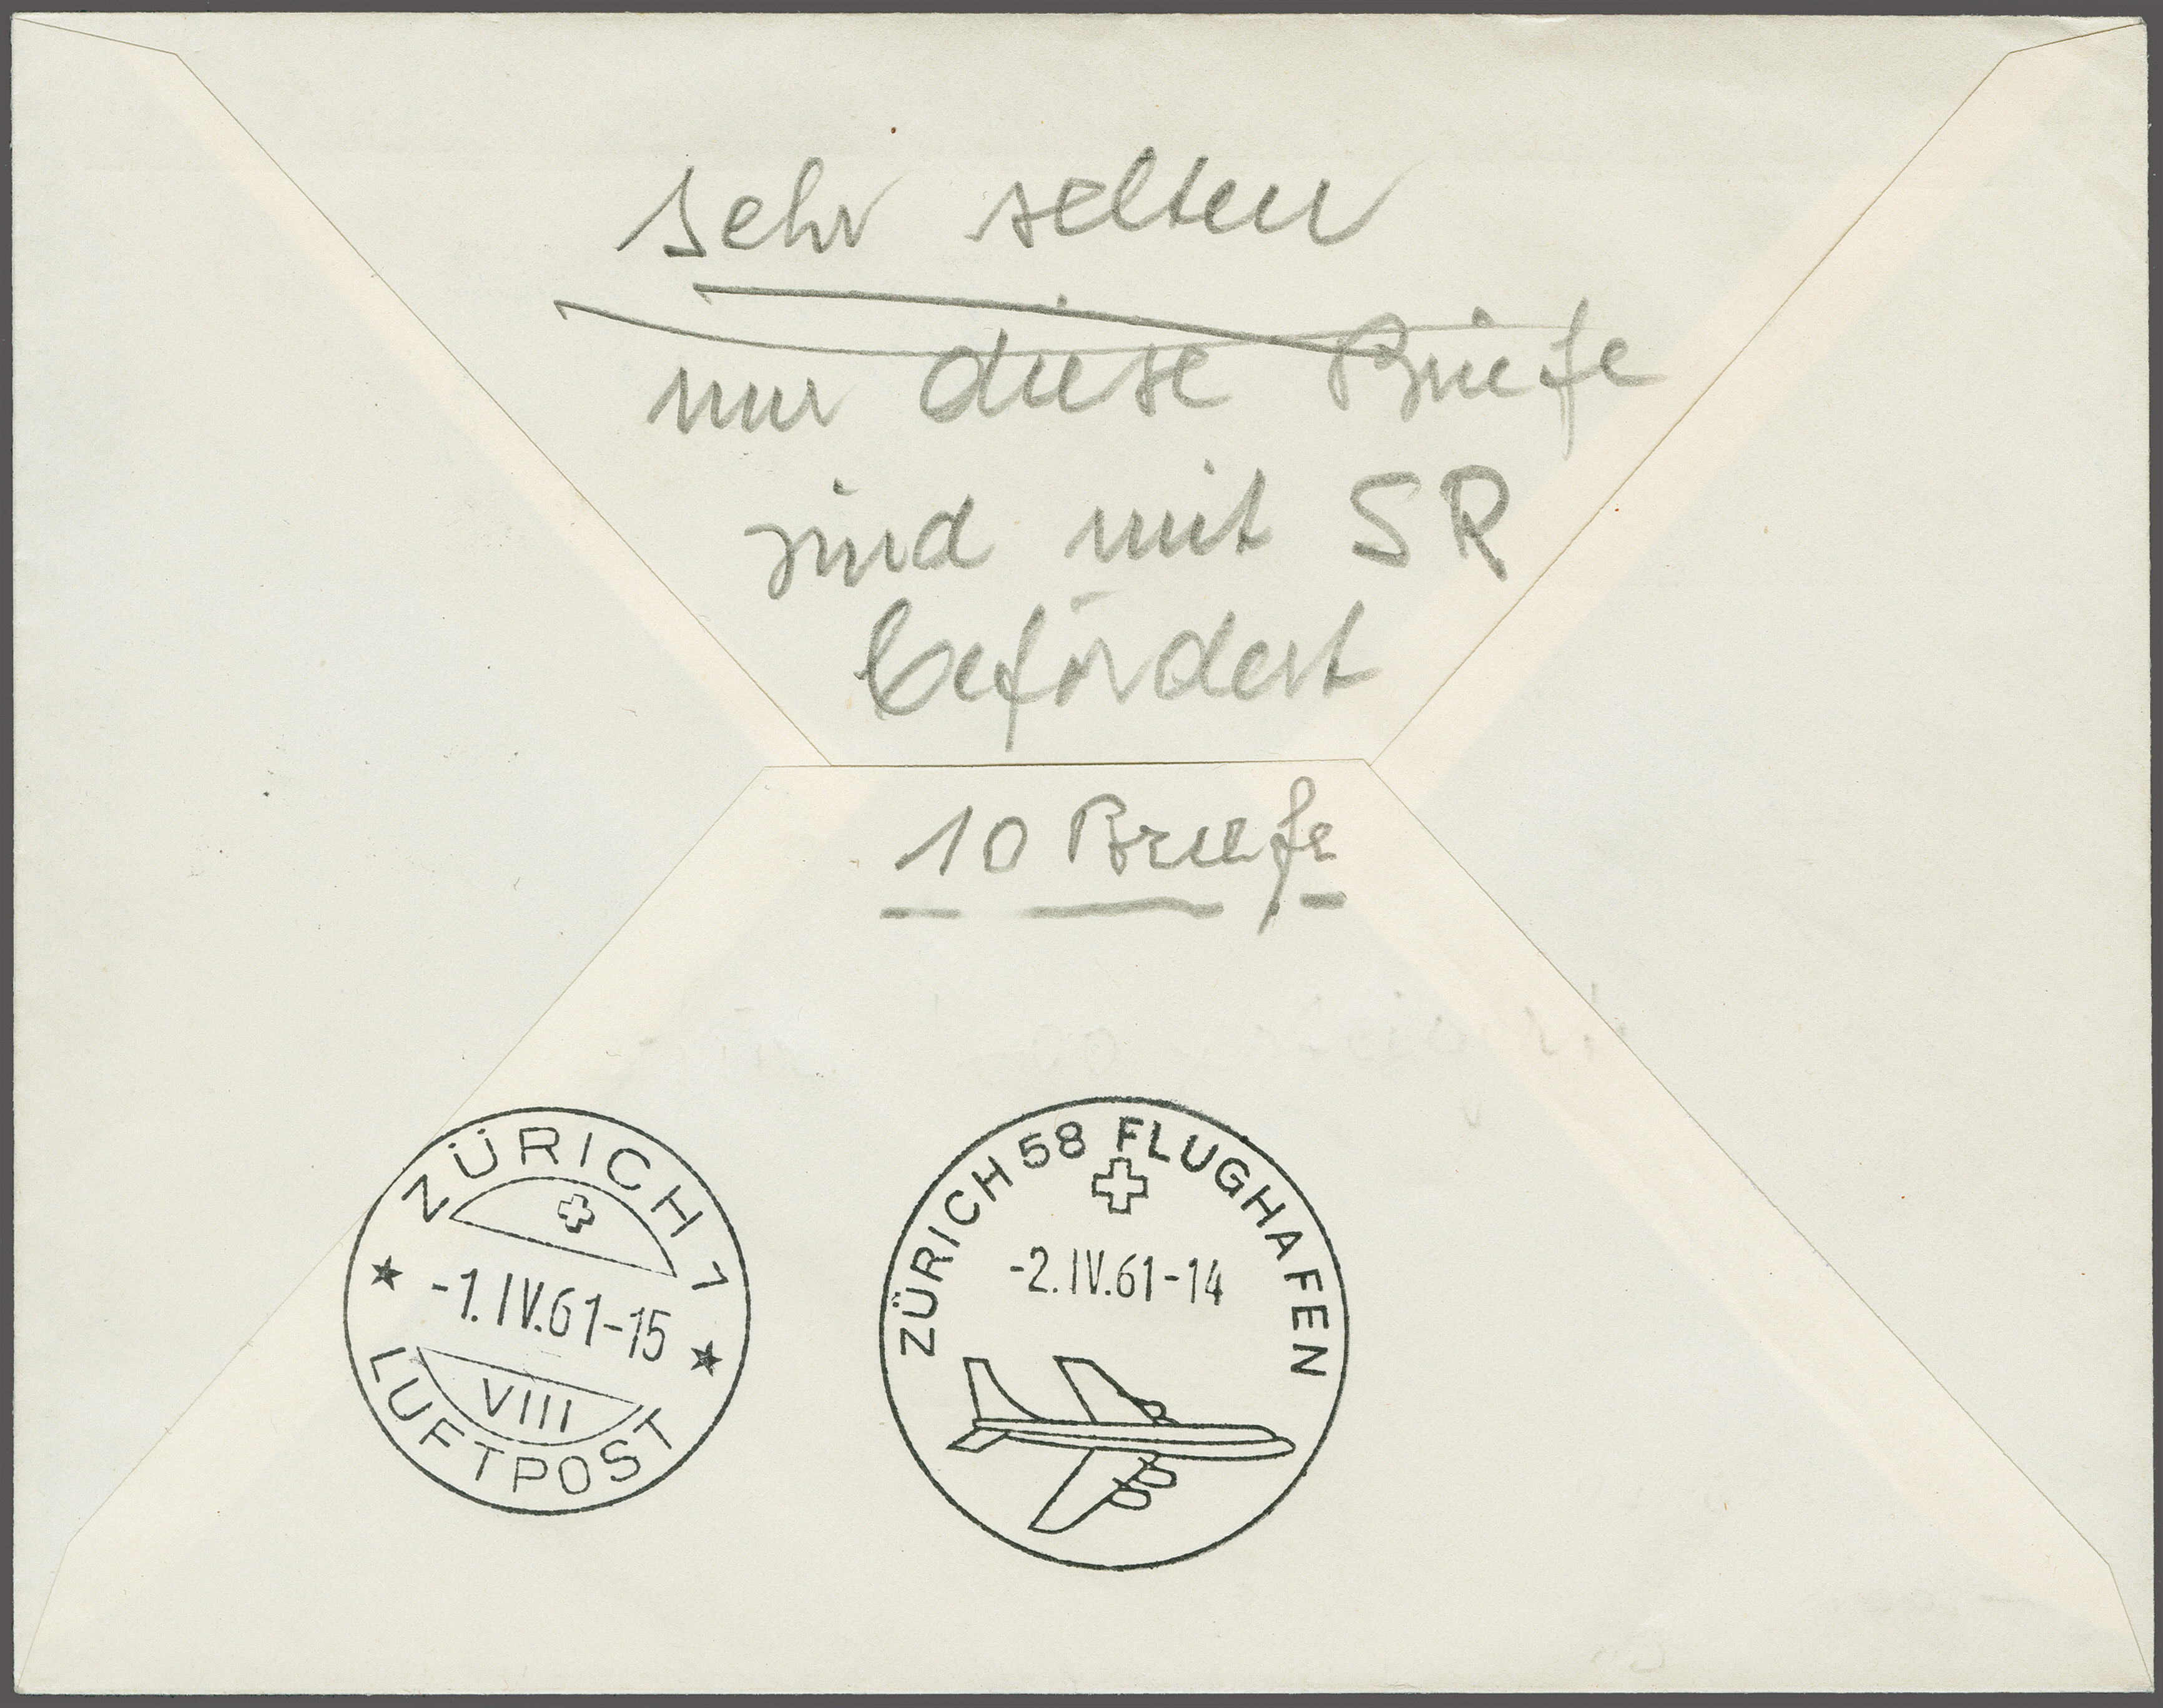 sehr selten
nur diese Briefe
sind mit SR
befördert
10 Briefe
ZÜRICH 1
-1.IV.61-15
VIII
LUFTPOST
ZÜRICH 58 FLUGHAFEN
-2.IV.61-14